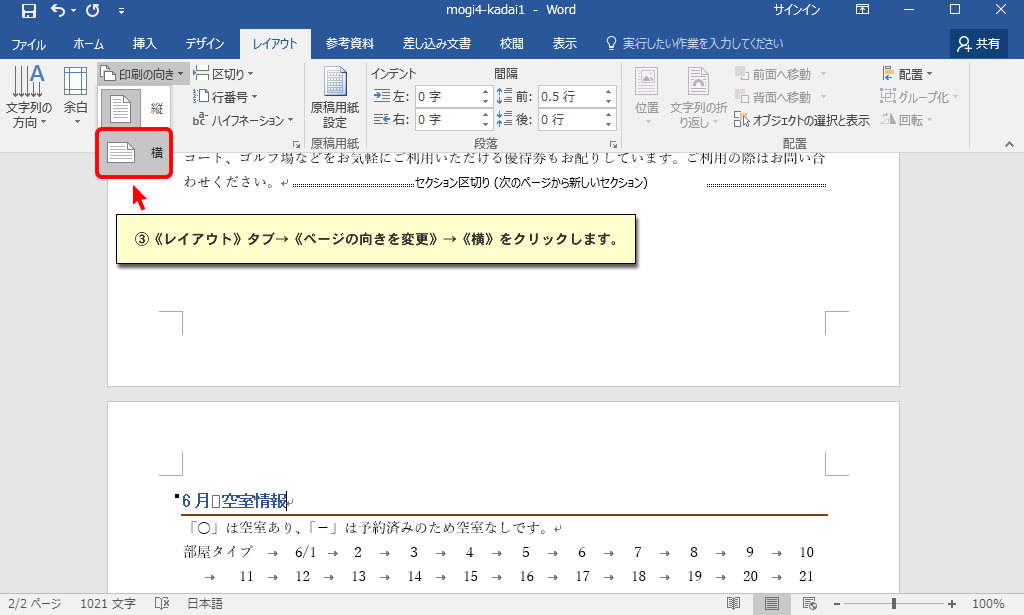 mogi4-kadai1 - Word
サインイン
ファイル ホーム 挿入 デザイン レイアウト 参考資料 差し込み文書 校閲 表示 実行したい作業を入力してください 共有
文字列の方向
余白
印刷の向き
縦
横
区切り
行番号
ハイフネーション
原稿用紙設定
原稿用紙
インデント
左: 0 字
右: 0 字
間隔
前: 0.5 行
後: 0 行
段落
位置
文字列の折り返し
前面へ移動
背面へ移動
オブジェクトの選択と表示
配置
グループ化
回転
配置
コート、ゴルフ場などをお気軽にご利用いただける優待券もお配りしています。ご利用の際はお問い合
わせください。
セクション区切り (次のページから新しいセクション)
③《レイアウト》タブ→《ページの向きを変更》→《横》をクリックします。
6月□空室情報
「○」は空室あり、「－」は予約済みのため空室なしです。
部屋タイプ → 6/1 → 2 → 3 → 4 → 5 → 6 → 7 → 8 → 9 → 10
→ 11 → 12 → 13 → 14 → 15 → 16 → 17 → 18 → 19 → 20 → 21
2/2 ページ 1021 文字 日本語 100%